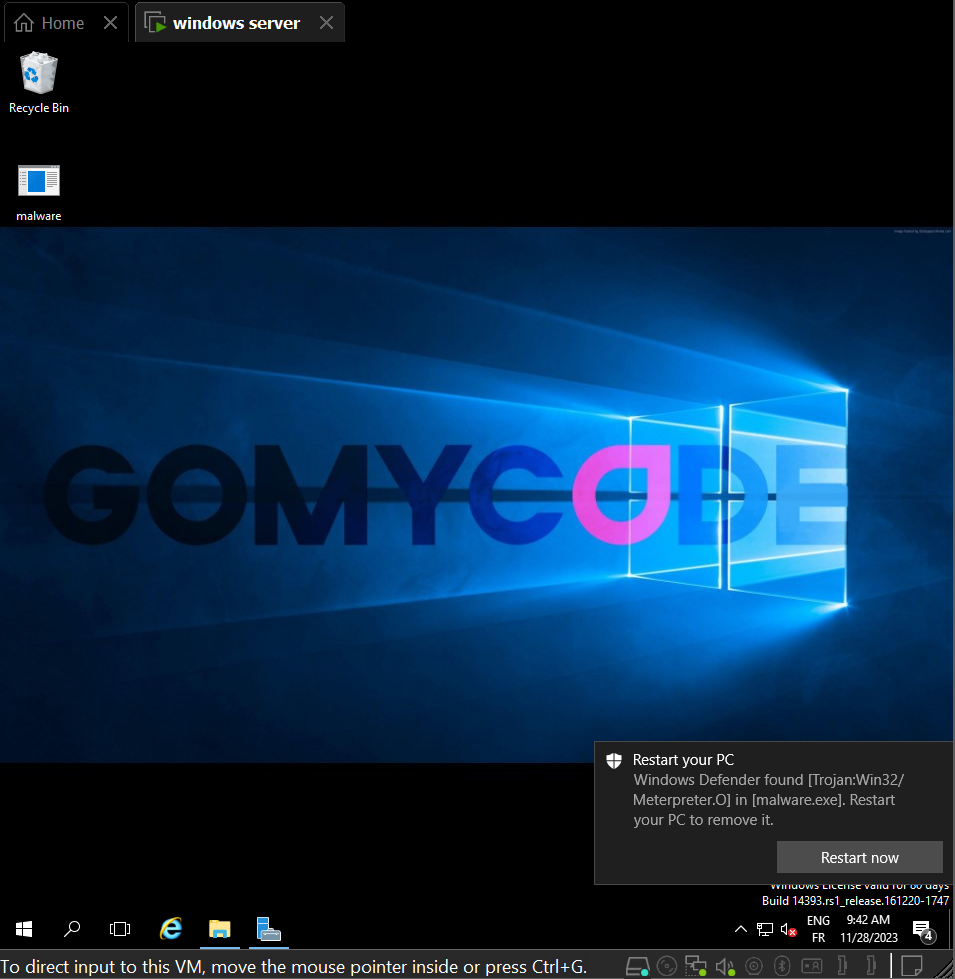 Home
windows server
Recycle Bin
malware
GOMYCODE
Restart your PC
Windows Defender found [Trojan:Win32/
Meterpreter.O] in [malware.exe]. Restart
your PC to remove it.
Restart now
Windows License valid for 80 days
Build 14393.rs1_release.161220-1747
ENG
FR
9:42 AM
11/28/2023
4
To direct input to this VM, move the mouse pointer inside or press Ctrl+G.